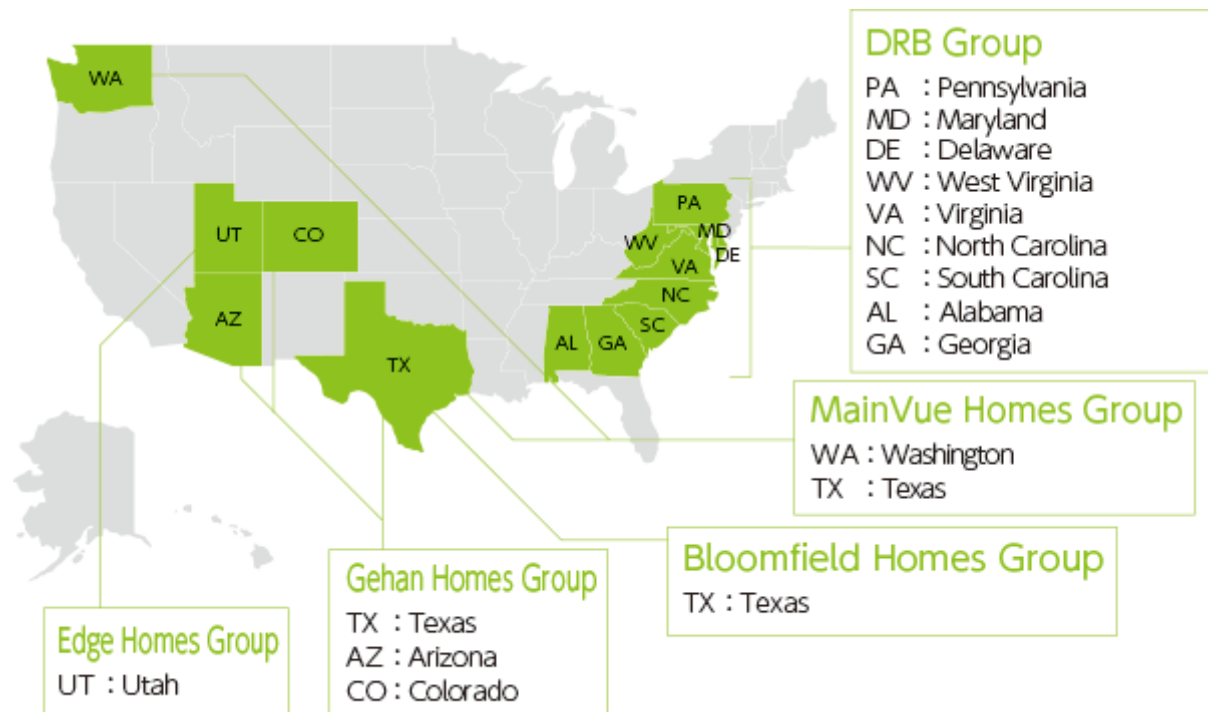 WA
UT
CO
AZ
TX
PA
MD
WV
DE
VA
NC
SC
AL
GA
DRB Group
PA : Pennsylvania
MD : Maryland
DE : Delaware
WV : West Virginia
VA : Virginia
NC : North Carolina
SC : South Carolina
AL : Alabama
GA : Georgia
MainVue Homes Group
WA : Washington
TX : Texas
Bloomfield Homes Group
TX : Texas
Gehan Homes Group
TX : Texas
AZ : Arizona
CO : Colorado
Edge Homes Group
UT : Utah